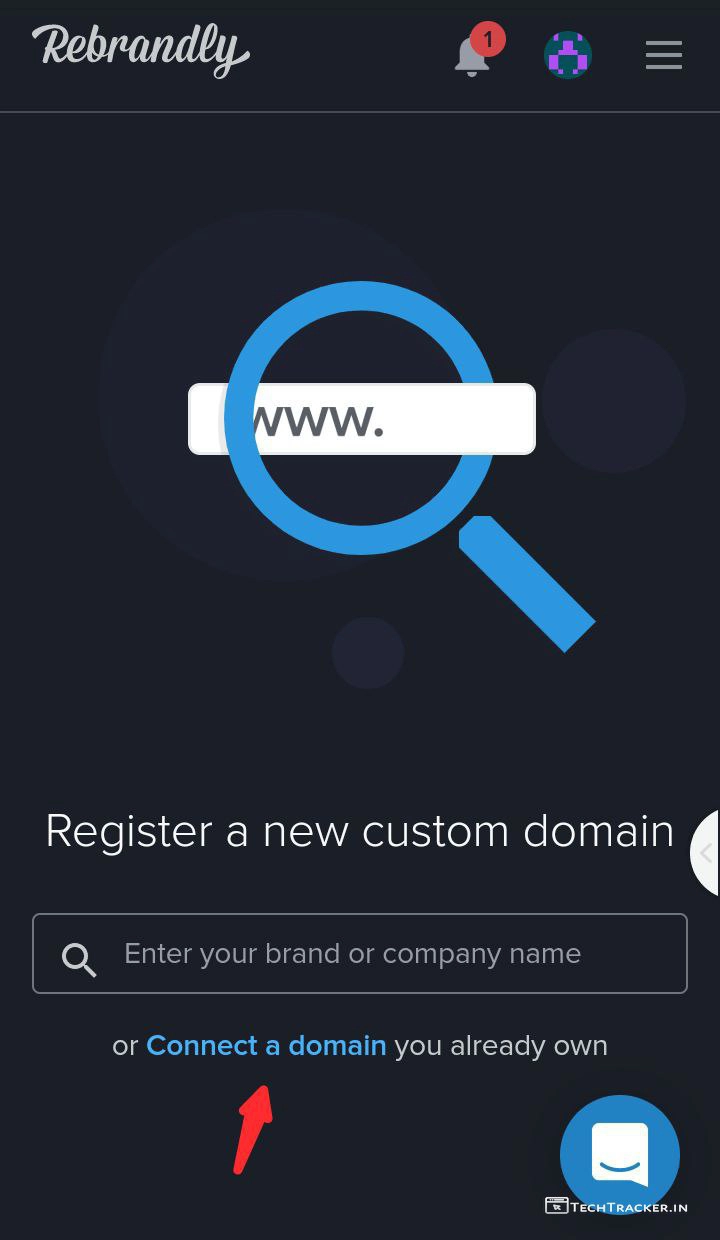 Rebrandly
1
www.
Register a new custom domain
Enter your brand or company name
or Connect a domain you already own
TechTracker.in